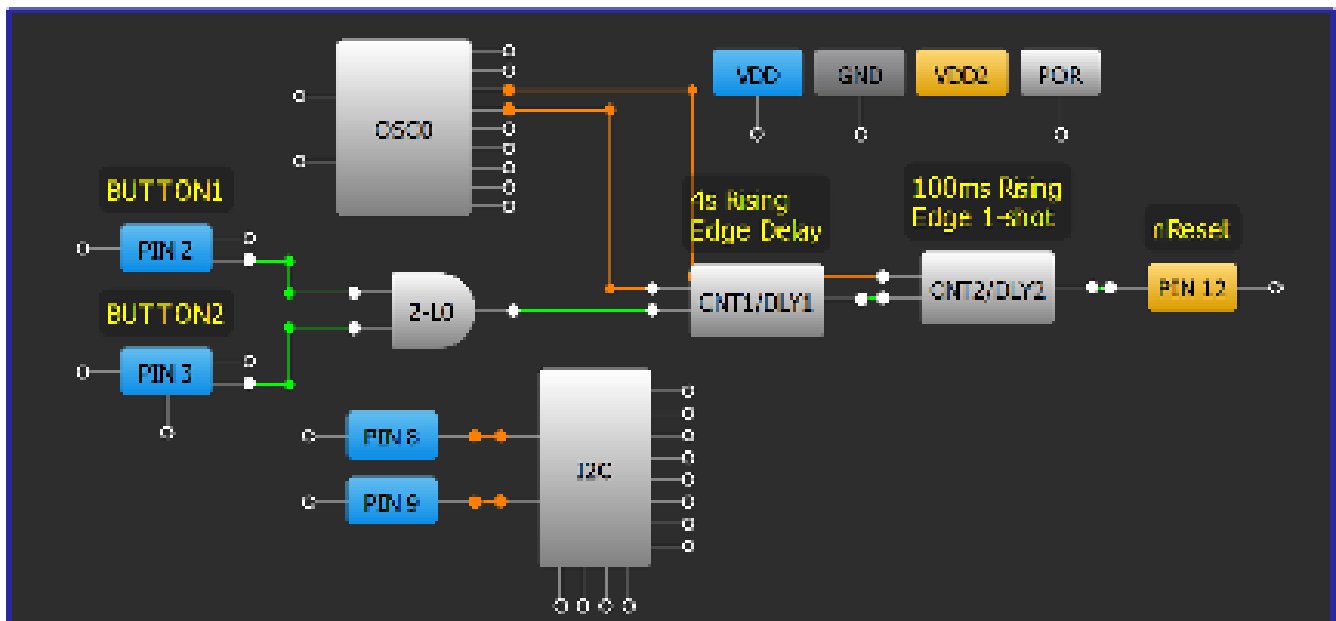 OSC0
VDD
GND
VDD2
POR
BUTTON1
PIN 2
BUTTON2
PIN 3
2-L0
4s Rising
Edge Delay
CNT1/DLY1
100ms Rising
Edge 1-shot
CNT2/DLY2
nReset
PIN 12
PIN 8
PIN 9
I2C